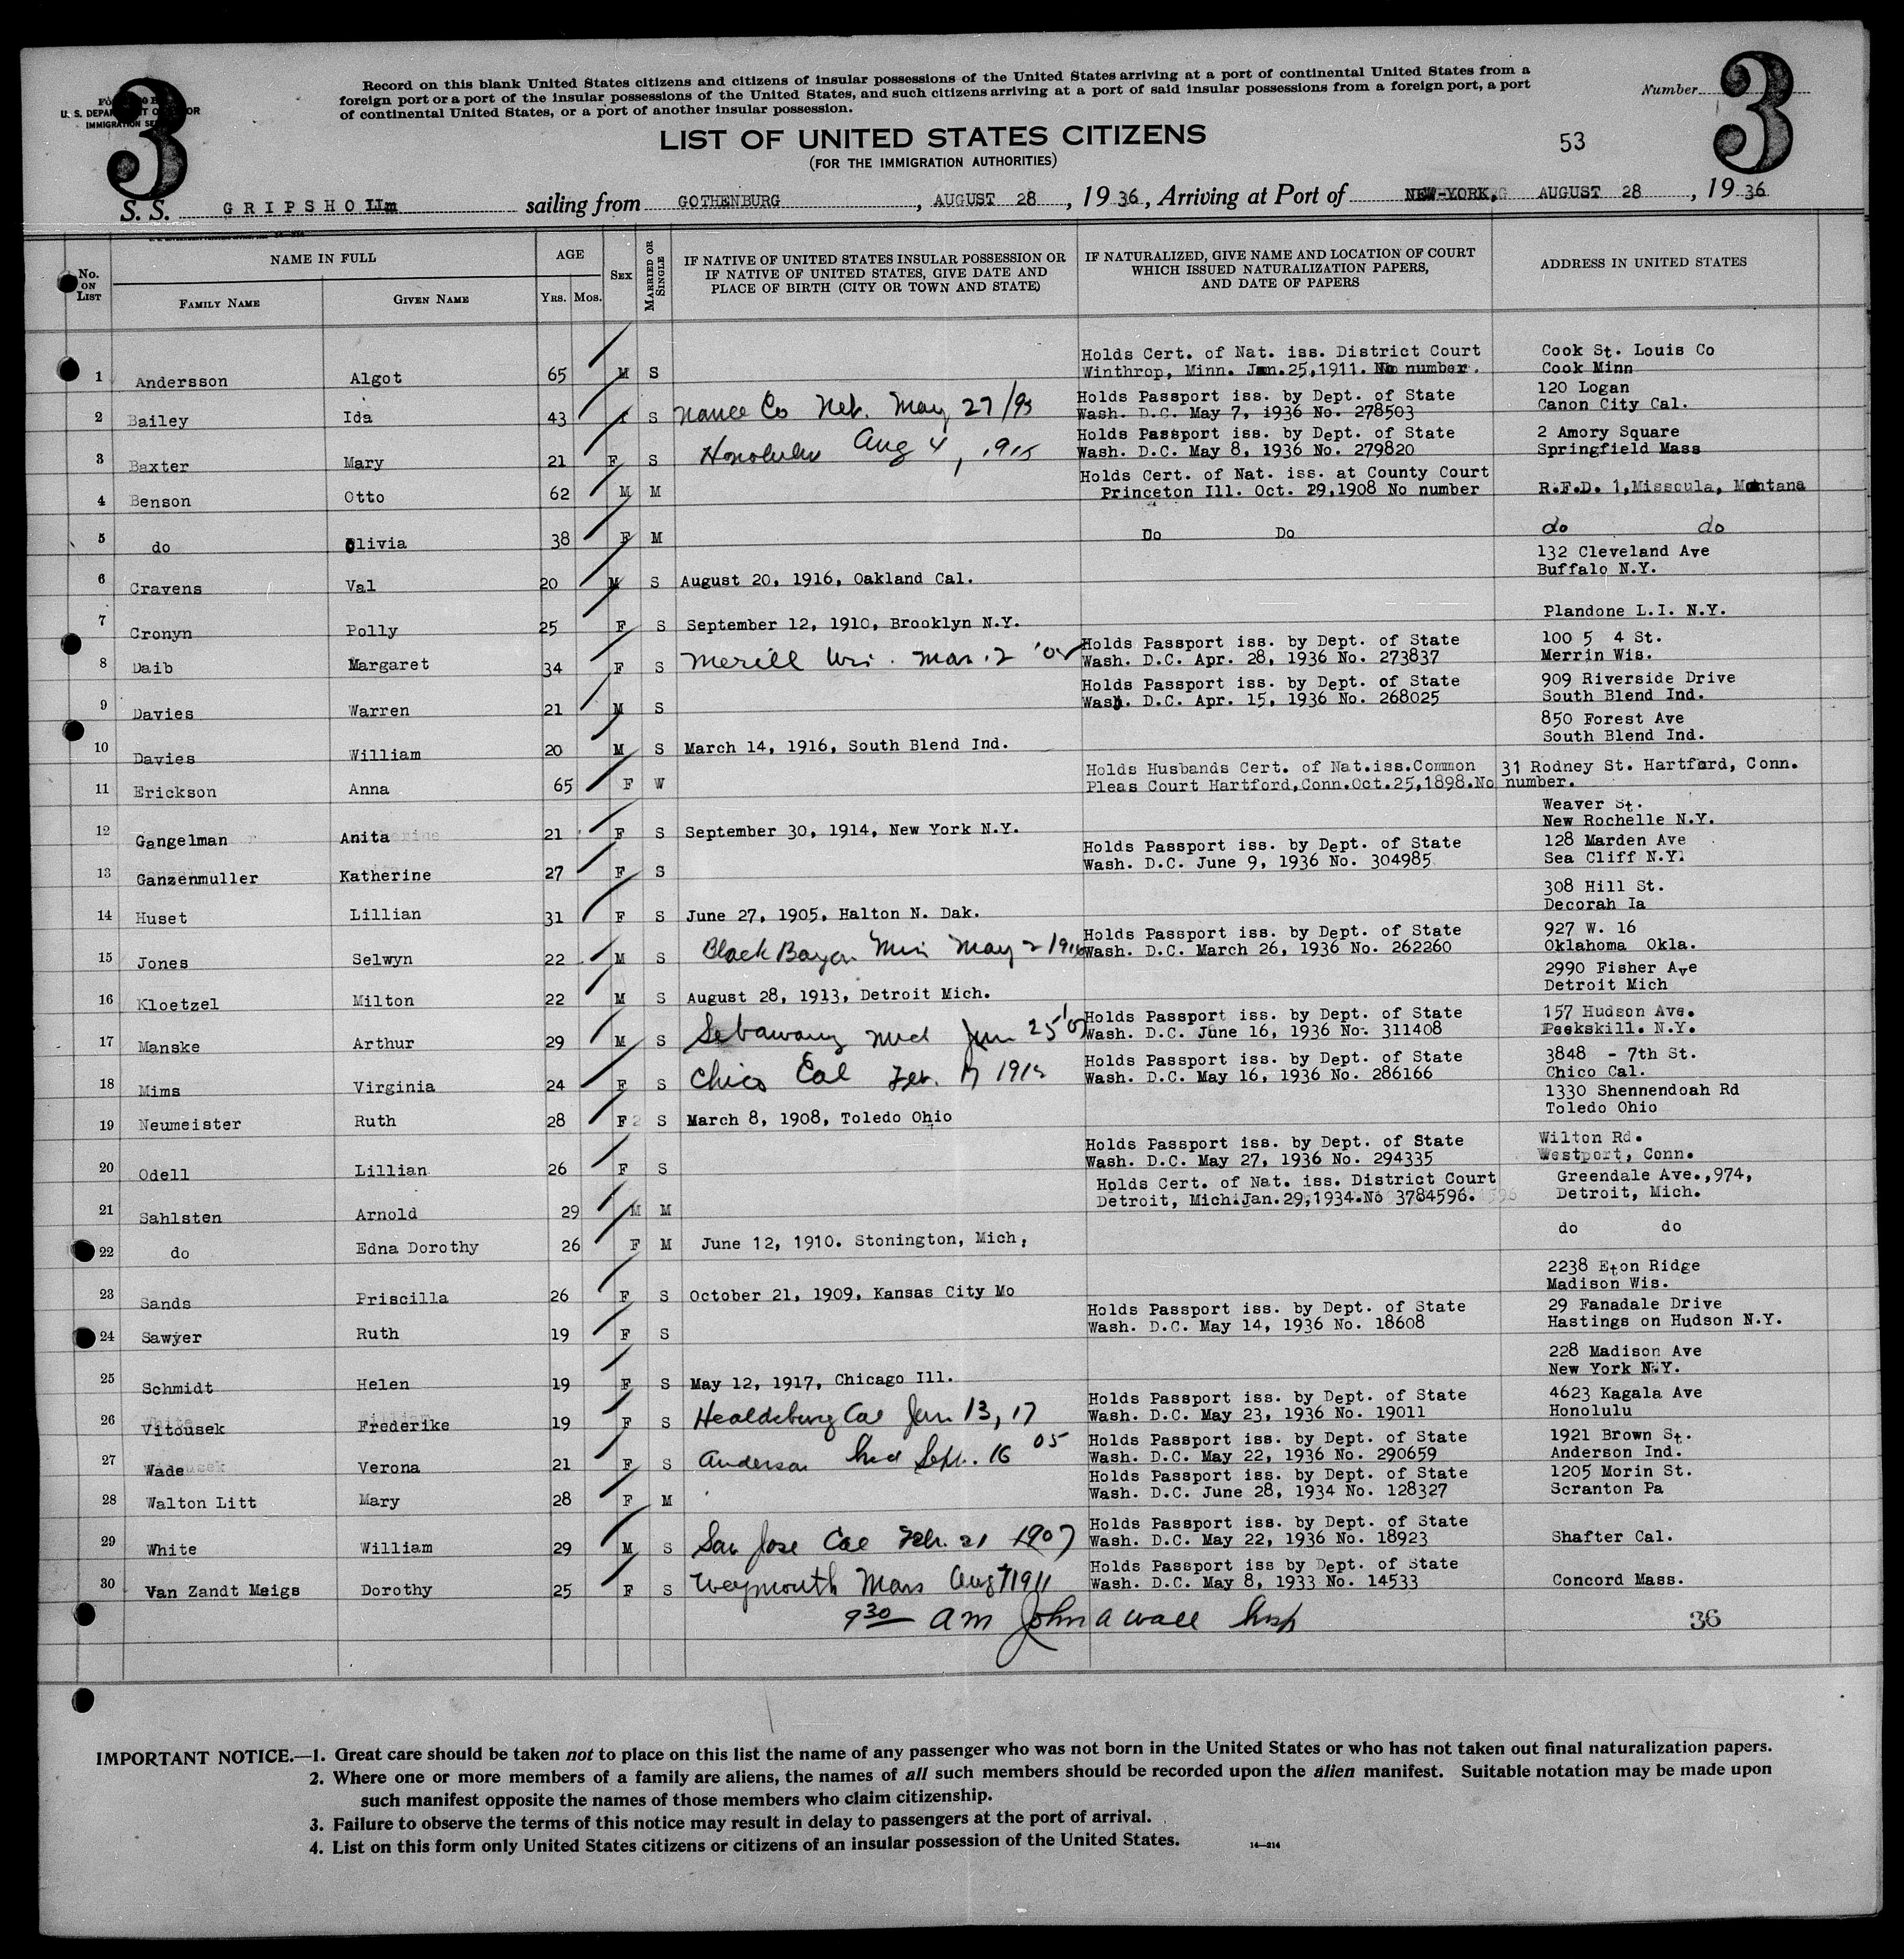 3
Record on this blank United States citizens and citizens of insular possessions of the United States arriving at a port of continental United States from a
foreign port or a port of the insular possessions of the United States, and such citizens arriving at a port of said insular possessions from a foreign port, a port
of continental United States, or a port of another insular possession.
Number
3
U. S. DEPARTMENT OF LABOR
IMMIGRATION SERVICE
LIST OF UNITED STATES CITIZENS
(FOR THE IMMIGRATION AUTHORITIES)
53
S. S. GRIPSHOLm sailing from GOTHENBURG, AUGUST 28, 1936, Arriving at Port of NEW-YORK, AUGUST 28, 1936
No. ON LIST
NAME IN FULL
FAMILY NAME
GIVEN NAME
AGE
YRS. MOS.
SEX
MARRIED OR SINGLE
IF NATIVE OF UNITED STATES INSULAR POSSESSION OR
IF NATIVE OF UNITED STATES, GIVE DATE AND
PLACE OF BIRTH (CITY OR TOWN AND STATE)
IF NATURALIZED, GIVE NAME AND LOCATION OF COURT
WHICH ISSUED NATURALIZATION PAPERS,
AND DATE OF PAPERS
ADDRESS IN UNITED STATES
Holds Cert. of Nat. iss. District Court Cook St. Louis Co
1 Andersson Algot 65 M S Winthrop, Minn. Jan.25,1911. No number. Cook Minn
Holds Passport iss. by Dept. of State 120 Logan
2 Bailey Ida 43 F S Nance Co Neb. May 27/93 Wash. D.C. May 7, 1936 No. 278503 Canon City Cal.
Holds Passport iss. by Dept. of State 2 Amory Square
3 Baxter Mary 21 F S Honolulu Aug 4, 1915 Wash. D.C. May 8, 1936 No. 279820 Springfield Mass
Holds Cert. of Nat. iss. at County Court
4 Benson Otto 62 M M Princeton Ill. Oct. 29,1908 No number R.F.D. 1,Missoula, Montana
5 do Olivia 38 F M Do Do do do
132 Cleveland Ave
6 Cravens Val 20 M S August 20, 1916, Oakland Cal. Buffalo N.Y.
7 Cronyn Polly 25 F S September 12, 1910, Brooklyn N.Y. Plandone L.I. N.Y.
Holds Passport iss. by Dept. of State 100 5 4 St.
8 Daib Margaret 34 F S Merill Wis. Mar. 2 Wash. D.C. Apr. 28, 1936 No. 273837 Merrin Wis.
Holds Passport iss. by Dept. of State 909 Riverside Drive
9 Davies Warren 21 M S Wash. D.C. Apr. 15, 1936 No. 268025 South Blend Ind.
850 Forest Ave
10 Davies William 20 M S March 14, 1916, South Blend Ind. South Blend Ind.
Holds Husbands Cert. of Nat.iss.Common 31 Rodney St. Hartford, Conn.
11 Erickson Anna 65 F W Pleas Court Hartford,Conn.Oct.25,1898.No number.
Weaver St.
12 Gangelman Anita 21 F S September 30, 1914, New York N.Y. New Rochelle N.Y.
Holds Passport iss. by Dept. of State 128 Marden Ave
13 Ganzenmuller Katherine 27 F S Wash. D.C. June 9, 1936 No. 304985 Sea Cliff N.Y.
308 Hill St.
14 Huset Lillian 31 F S June 27, 1905, Halton N. Dak. Decorah Ia
Holds Passport iss. by Dept. of State 927 W. 16
15 Jones Selwyn 22 M S Black Bayou Miss May 2 1914 Wash. D.C. March 26, 1936 No. 262260 Oklahoma Okla.
2990 Fisher Ave
16 Kloetzel Milton 22 M S August 28, 1913, Detroit Mich. Detroit Mich
Holds Passport iss. by Dept. of State 157 Hudson Ave.
17 Manske Arthur 29 M S Sebawang Mich Jan 25 '07 Wash. D.C. June 16, 1936 No. 311408 Peekskill. N.Y.
Holds Passport iss. by Dept. of State 3848 - 7th St.
18 Mims Virginia 24 F S Chico Cal Feb. 17 1912 Wash. D.C. May 16, 1936 No. 286166 Chico Cal.
1330 Shennendoah Rd
19 Neumeister Ruth 28 F S March 8, 1908, Toledo Ohio Toledo Ohio
Holds Passport iss. by Dept. of State Wilton Rd.
20 Odell Lillian 26 F S Wash. D.C. May 27, 1936 No. 294335 Westport, Conn.
Holds Cert. of Nat. iss. District Court Greendale Ave.,974,
21 Sahlsten Arnold 29 M M Detroit, Mich.Jan.29,1934.No 3784596. Detroit, Mich.
22 do Edna Dorothy 26 F M June 12, 1910. Stonington, Mich, do do
2238 Eton Ridge
23 Sands Priscilla 26 F S October 21, 1909, Kansas City Mo Madison Wis.
Holds Passport iss. by Dept. of State 29 Fanadale Drive
24 Sawyer Ruth 19 F S Wash. D.C. May 14, 1936 No. 18608 Hastings on Hudson N.Y.
228 Madison Ave
25 Schmidt Helen 19 F S May 12, 1917, Chicago Ill. New York N.Y.
Holds Passport iss. by Dept. of State 4623 Kagala Ave
26 Vitousek Frederike 19 F S Healdsburg Cal Jan 13, 17 Wash. D.C. May 23, 1936 No. 19011 Honolulu
Holds Passport iss. by Dept. of State 1921 Brown St.
27 Wade Verona 21 F S Anderson Ind Sept. 16 05 Wash. D.C. May 22, 1936 No. 290659 Anderson Ind.
Holds Passport iss. by Dept. of State 1205 Morin St.
28 Walton Litt Mary 28 F M Wash. D.C. June 28, 1934 No. 128327 Scranton Pa
Holds Passport iss. by Dept. of State
29 White William 29 M S San Jose Cal Feb. 21 1907 Wash. D.C. May 22, 1936 No. 18923 Shafter Cal.
Holds Passport iss by Dept. of State
30 Van Zandt Meigs Dorothy 25 F S Weymouth Mass Aug 7 1911 Wash. D.C. May 8, 1933 No. 14533 Concord Mass.
9 30 AM John A Wall Insp
36
IMPORTANT NOTICE.—1. Great care should be taken not to place on this list the name of any passenger who was not born in the United States or who has not taken out final naturalization papers.
2. Where one or more members of a family are aliens, the names of all such members should be recorded upon the alien manifest. Suitable notation may be made upon
such manifest opposite the names of those members who claim citizenship.
3. Failure to observe the terms of this notice may result in delay to passengers at the port of arrival.
4. List on this form only United States citizens or citizens of an insular possession of the United States.
14—214